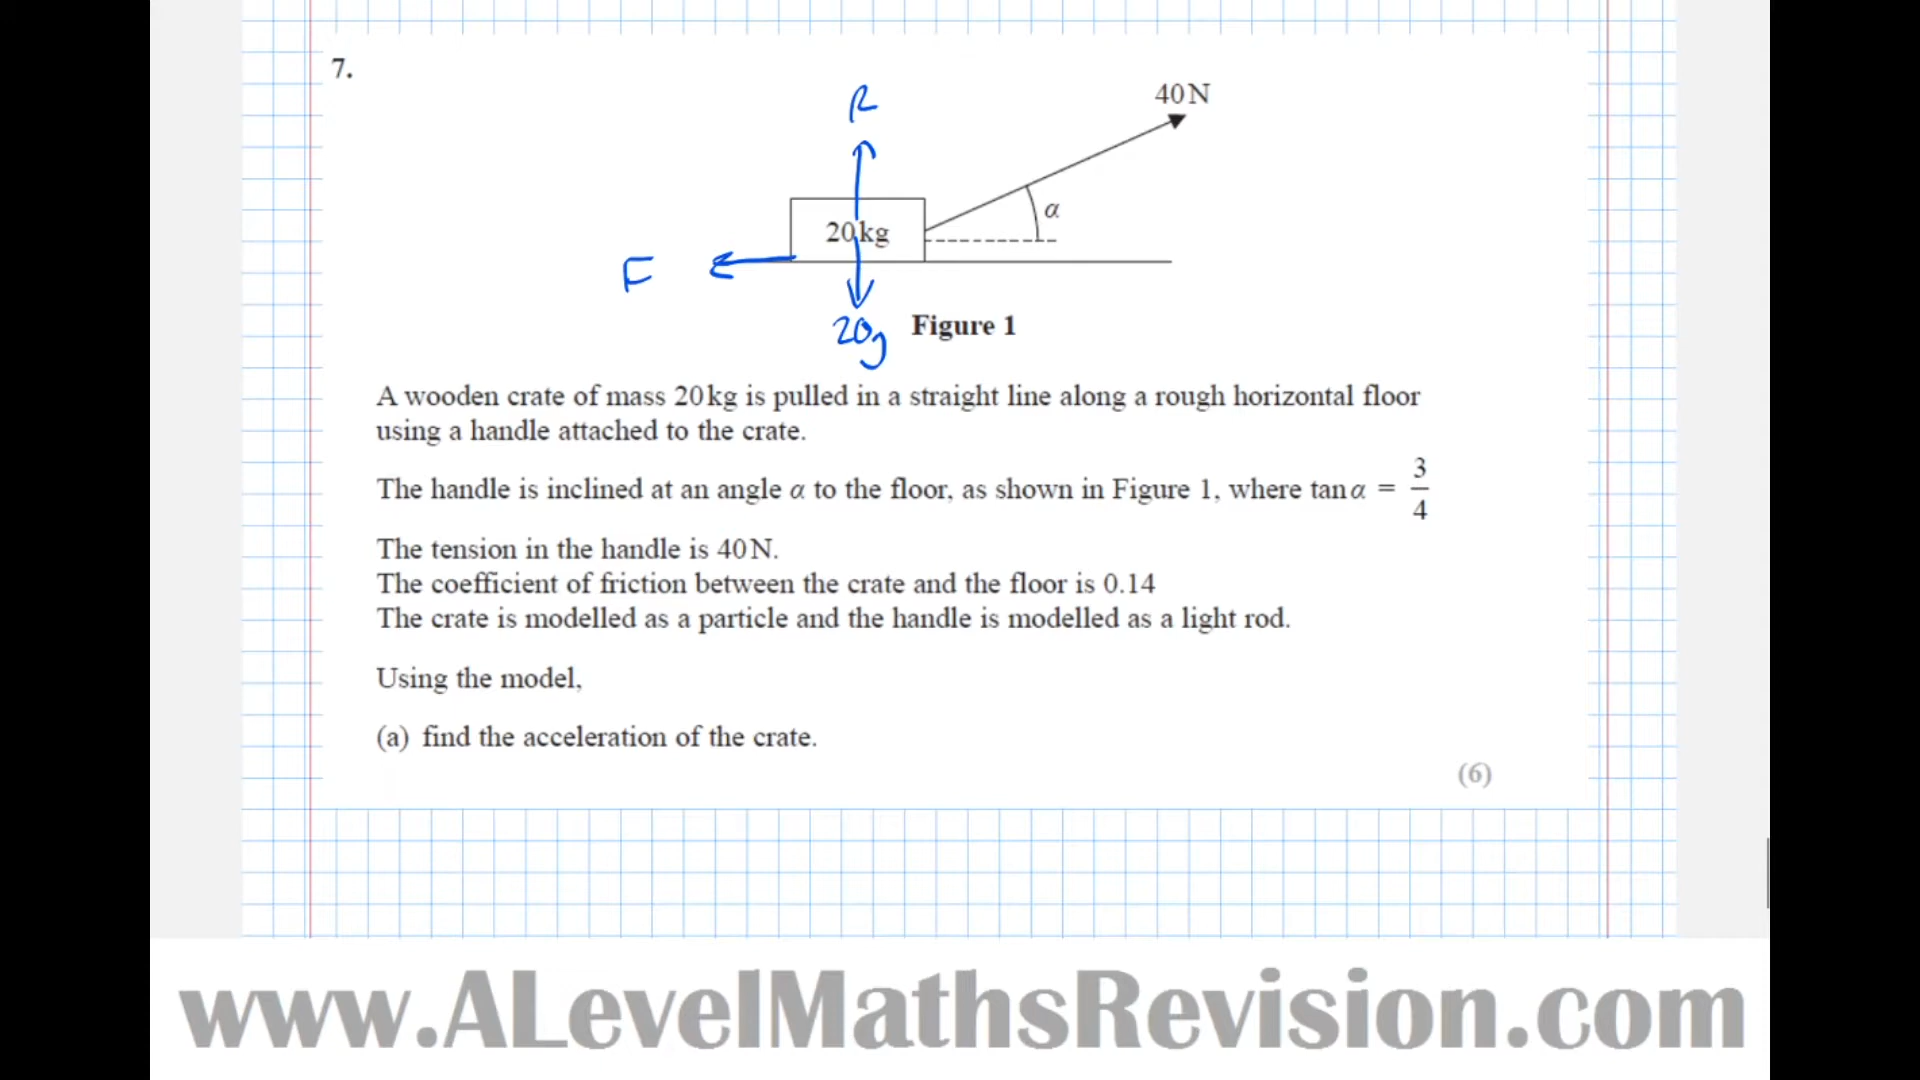 7.
R
40N
α
20kg
F
20g
Figure 1
A wooden crate of mass 20kg is pulled in a straight line along a rough horizontal floor
using a handle attached to the crate.
The handle is inclined at an angle α to the floor, as shown in Figure 1, where tan α = 3/4
The tension in the handle is 40N.
The coefficient of friction between the crate and the floor is 0.14
The crate is modelled as a particle and the handle is modelled as a light rod.
Using the model,
(a) find the acceleration of the crate.
(6)
www.ALevelMathsRevision.com